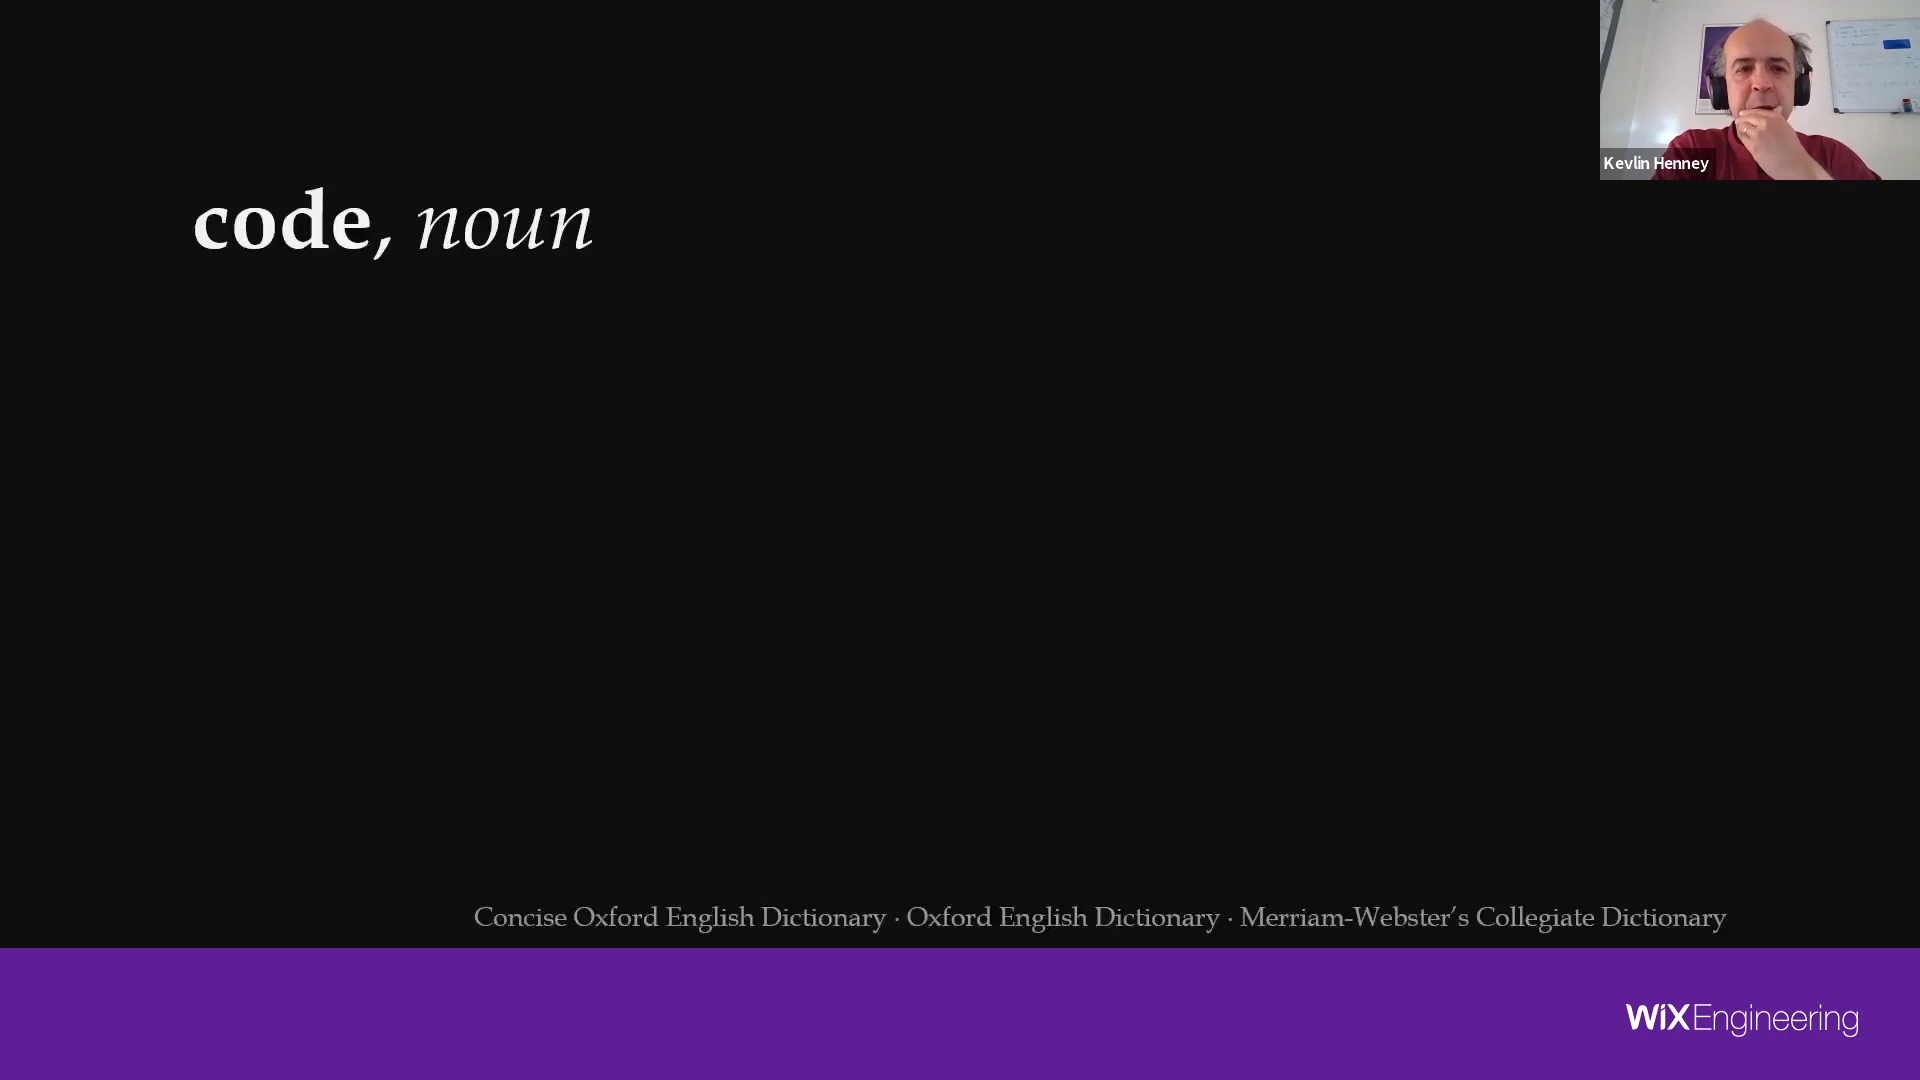 Kevlin Henney
code, noun
Concise Oxford English Dictionary · Oxford English Dictionary · Merriam-Webster’s Collegiate Dictionary
WiX Engineering